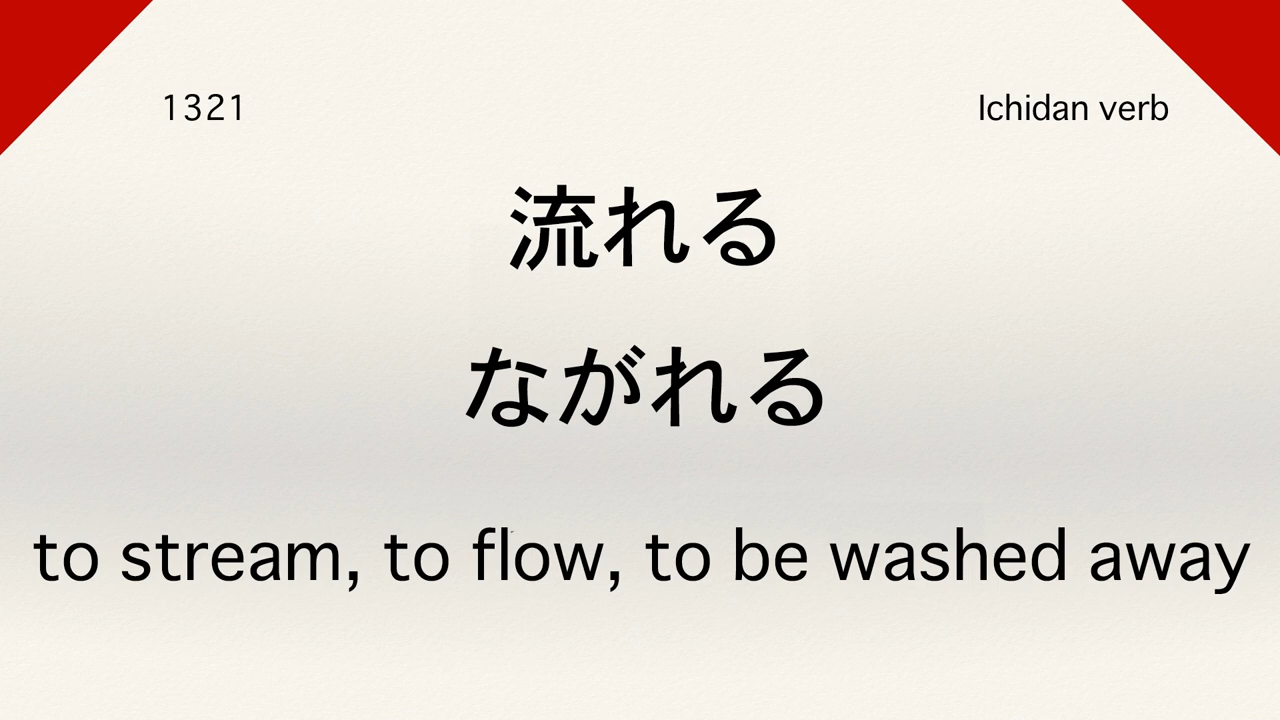 1321
Ichidan verb
流れる
ながれる
to stream, to flow, to be washed away